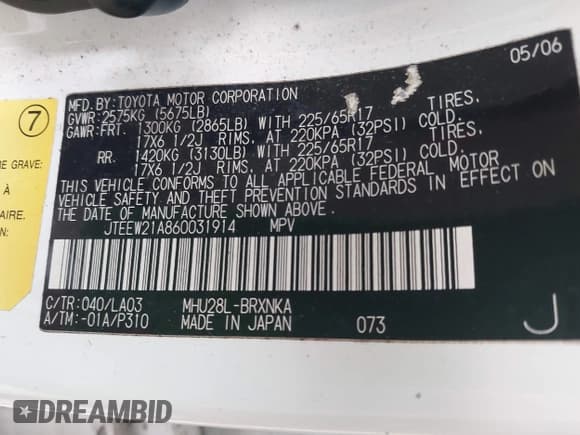 05/06
MFD.BY:TOYOTA MOTOR CORPORATION
GVWR:2575KG (5675LB)
GAWR:FRT. 1300KG (2865LB) WITH 225/65R17 TIRES,
17X6 1/2J RIMS, AT 220KPA (32PSI) COLD.
RR. 1420KG (3130LB) WITH 225/65R17 TIRES,
17X6 1/2J RIMS, AT 220KPA (32PSI) COLD.
THIS VEHICLE CONFORMS TO ALL APPLICABLE FEDERAL MOTOR
VEHICLE SAFETY AND THEFT PREVENTION STANDARDS IN EFFECT ON
THE DATE OF MANUFACTURE SHOWN ABOVE.
JTEEW21A860031914 MPV
C/TR:040/LA03 MHU28L-BRXNKA
A/TM:-01A/P310 MADE IN JAPAN 073 J
7
E GRAVE:
À
AIRE.
N:
DREAMBID